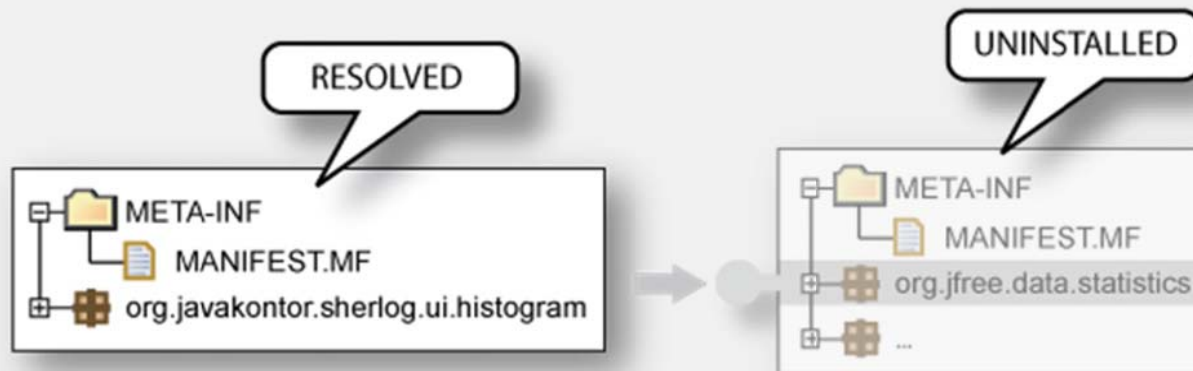 RESOLVED
META-INF
MANIFEST.MF
org.javakontor.sherlog.ui.histogram
UNINSTALLED
META-INF
MANIFEST.MF
org.jfree.data.statistics
...